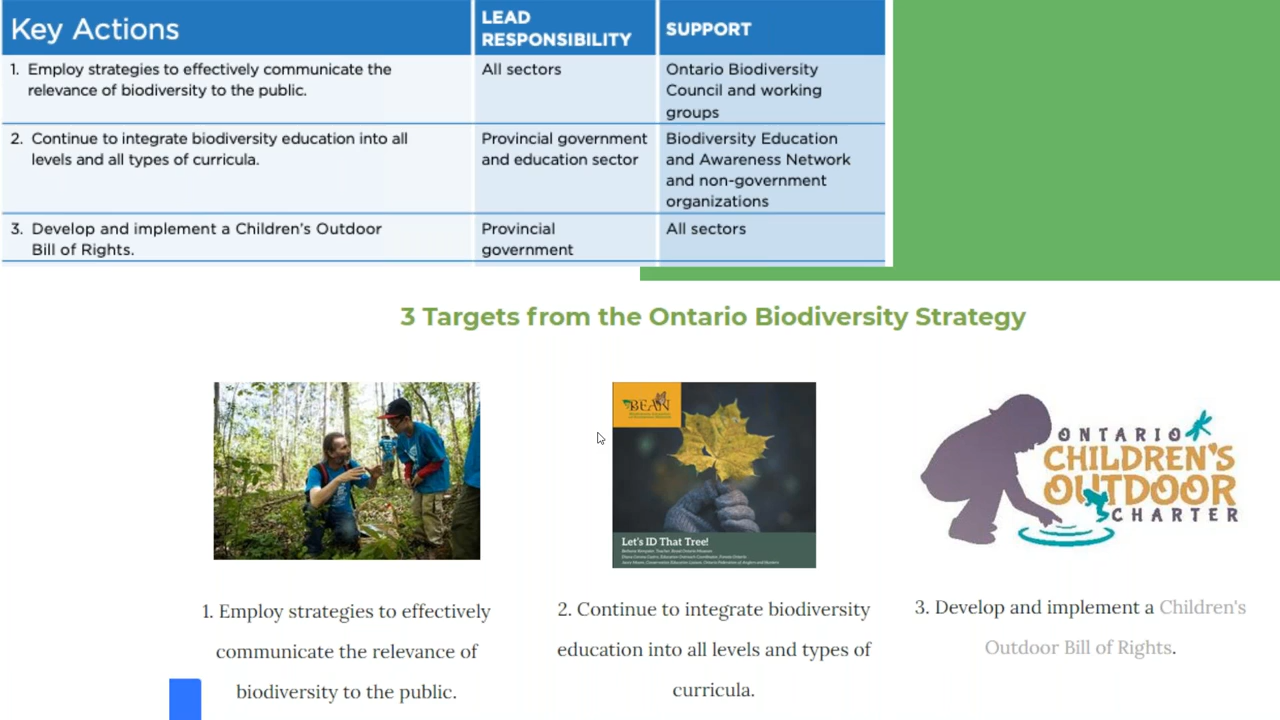 Key Actions
LEAD
RESPONSIBILITY
SUPPORT
1. Employ strategies to effectively communicate the
relevance of biodiversity to the public.
All sectors
Ontario Biodiversity
Council and working
groups
2. Continue to integrate biodiversity education into all
levels and all types of curricula.
Provincial government
and education sector
Biodiversity Education
and Awareness Network
and non-government
organizations
3. Develop and implement a Children's Outdoor
Bill of Rights.
Provincial
government
All sectors
3 Targets from the Ontario Biodiversity Strategy
BEAN
Let's ID That Tree!
ONTARIO
CHILDREN'S
OUTDOOR
CHARTER
1. Employ strategies to effectively
communicate the relevance of
biodiversity to the public.
2. Continue to integrate biodiversity
education into all levels and types of
curricula.
3. Develop and implement a Children's
Outdoor Bill of Rights.